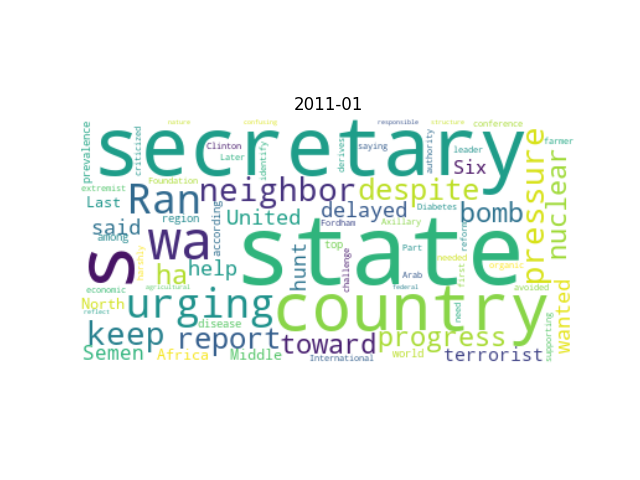 2011-01
nature confusing responsible structure conference
secretary
prevalence criticized Clinton Later identify derives saying authority leader Six farmer
extremist Foundation neighbor despite pressure nuclear
Last Ran United delayed Fordham Diabetes bomb
said region according Axillary reform
among wa state
s ha help hunt top challenge Part Arab needed first organic
economic agricultural federal avoided
North urging country need wanted
reflect keep report toward progress supporting
disease
Semen Africa Middle International world terrorist